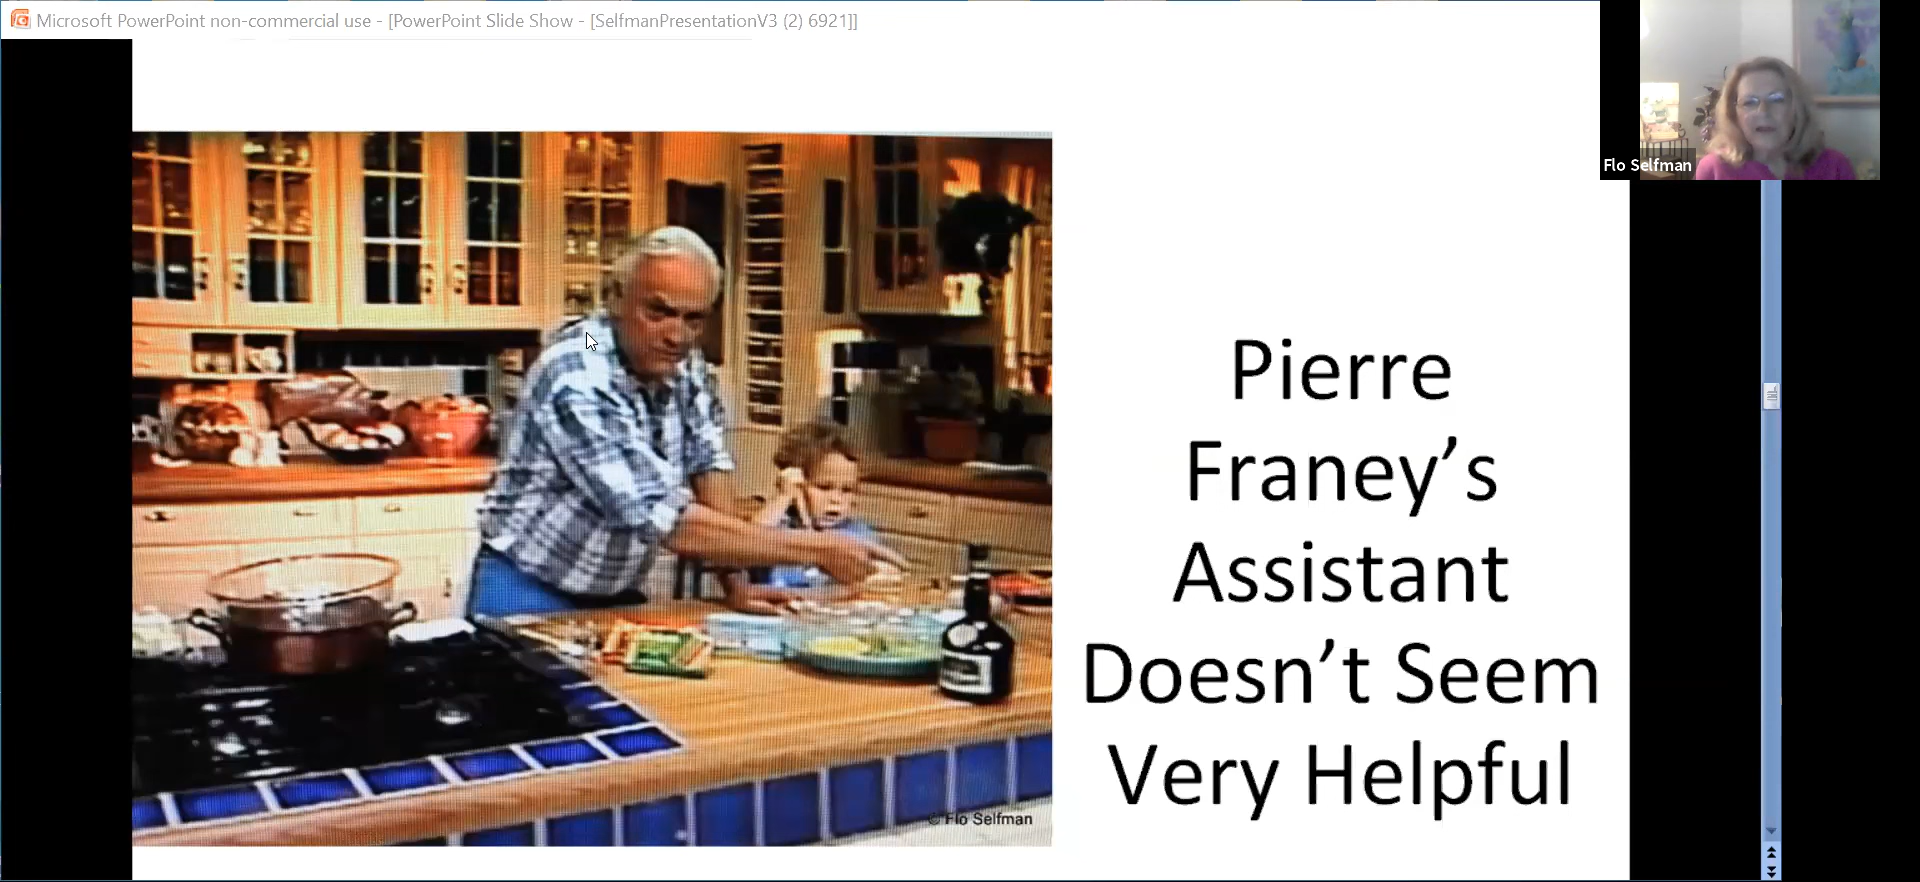 Microsoft PowerPoint non-commercial use - [PowerPoint Slide Show - [SelfmanPresentationV3 (2) 6921]]
Flo Selfman
Pierre
Franey’s
Assistant
Doesn’t Seem
Very Helpful
© Flo Selfman